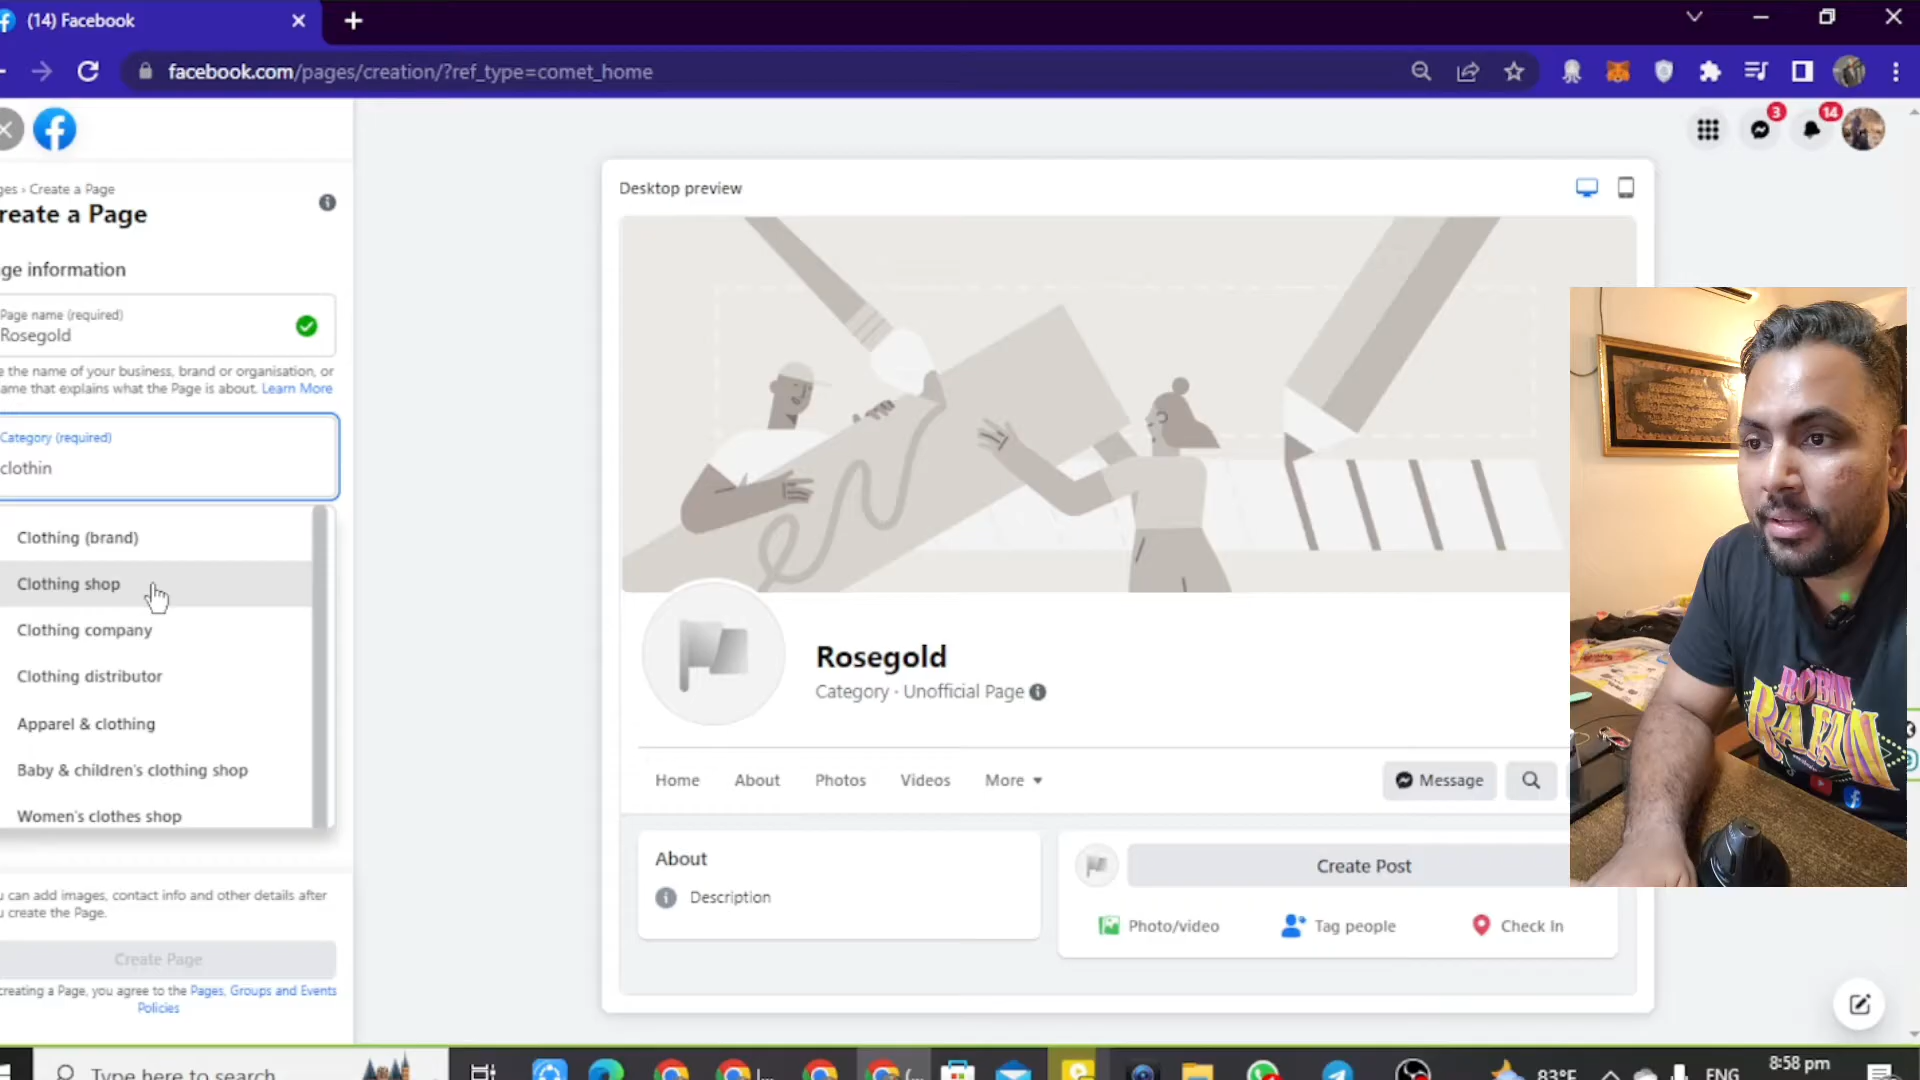 (14) Facebook
facebook.com/pages/creation/?ref_type=comet_home
3
14
ges › Create a Page
reate a Page
ge information
Page name (required)
Rosegold
e the name of your business, brand or organisation, or
ame that explains what the Page is about. Learn More
Category (required)
clothin
Clothing (brand)
Clothing shop
Clothing company
Clothing distributor
Apparel & clothing
Baby & children's clothing shop
Women's clothes shop
u can add images, contact info and other details after
u create the Page.
Create Page
creating a Page, you agree to the Pages, Groups and Events
Policies
Desktop preview
Rosegold
Category · Unofficial Page
Home
About
Photos
Videos
More
Message
About
Description
Create Post
Photo/video
Tag people
Check In
ROBIN
RAFAN
Type here to search
83°F
ENG
8:58 pm